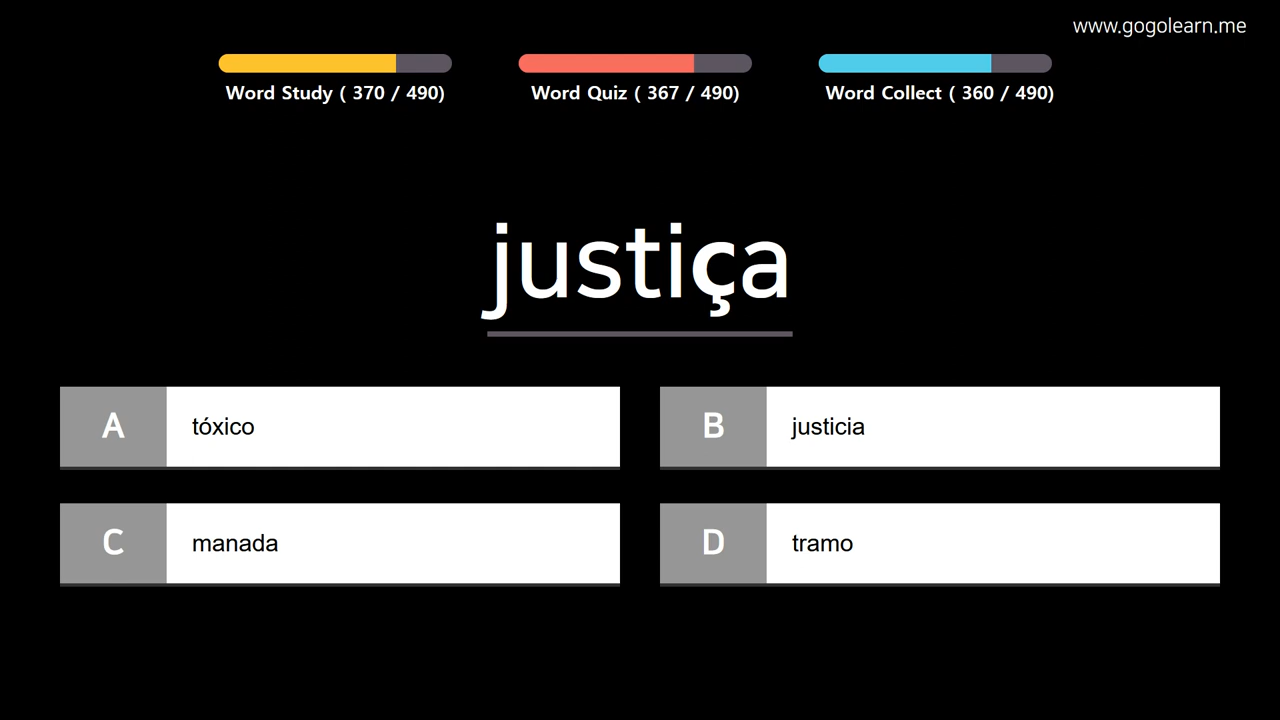 www.gogolearn.me
Word Study ( 370 / 490)
Word Quiz ( 367 / 490)
Word Collect ( 360 / 490)
justiça
A tóxico
B justicia
C manada
D tramo